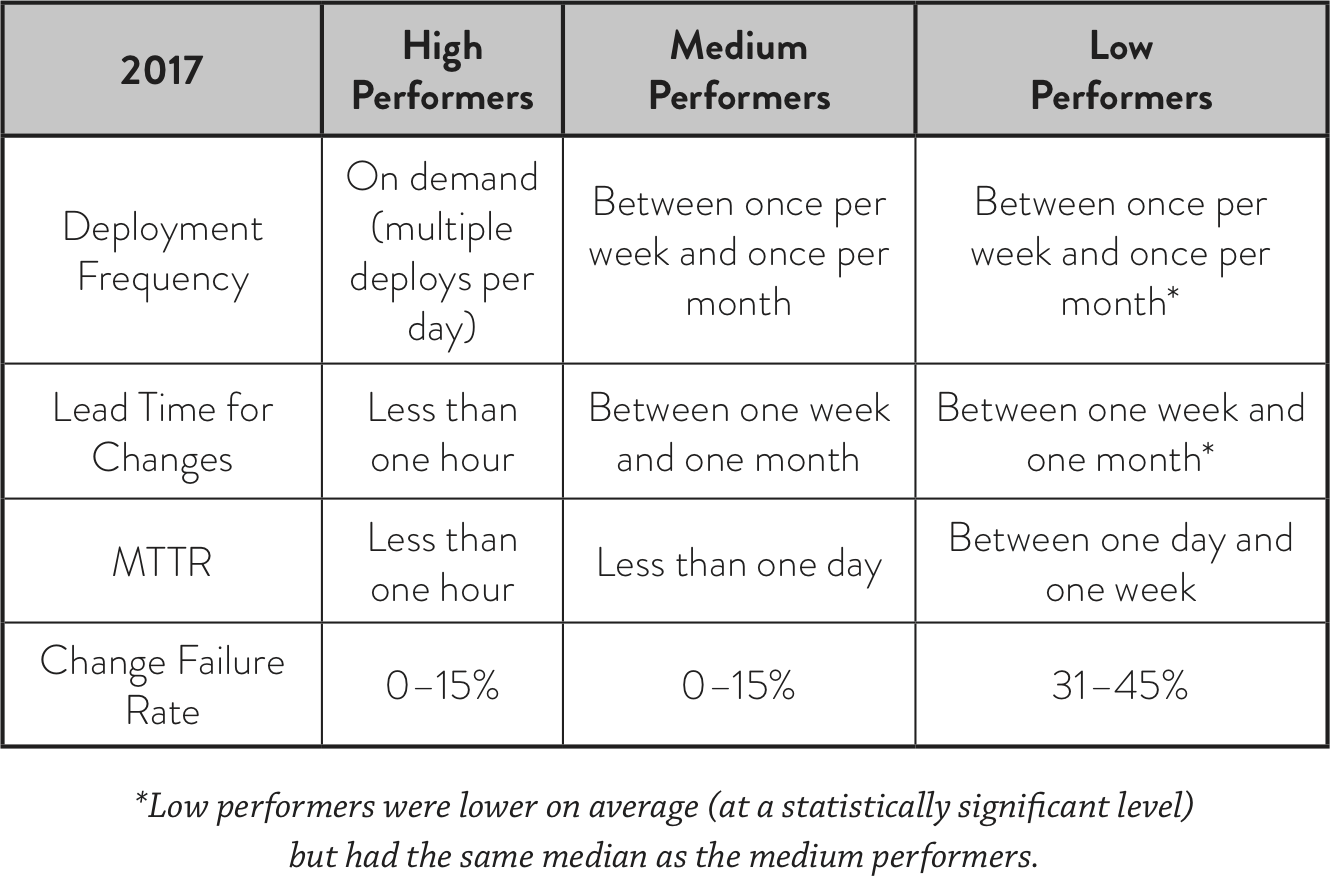 2017
High
Performers
Medium
Performers
Low
Performers
Deployment
Frequency
On demand
(multiple
deploys per
day)
Between once per
week and once per
month
Between once per
week and once per
month*
Lead Time for
Changes
Less than
one hour
Between one week
and one month
Between one week and
one month*
MTTR
Less than
one hour
Less than one day
Between one day and
one week
Change Failure
Rate
0–15%
0–15%
31–45%
*Low performers were lower on average (at a statistically significant level)
but had the same median as the medium performers.